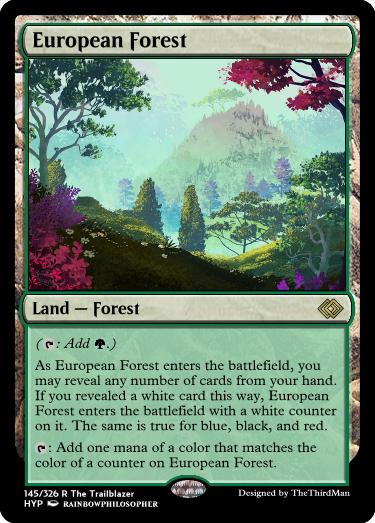 European Forest
Land — Forest
(T: Add G.)
As European Forest enters the battlefield, you
may reveal any number of cards from your hand.
If you revealed a white card this way, European
Forest enters the battlefield with a white counter
on it. The same is true for blue, black, and red.
T: Add one mana of a color that matches the
color of a counter on European Forest.
145/326 R The Trailblazer
Designed by TheThirdMan
HYP RAINBOWPHILOSOPHER